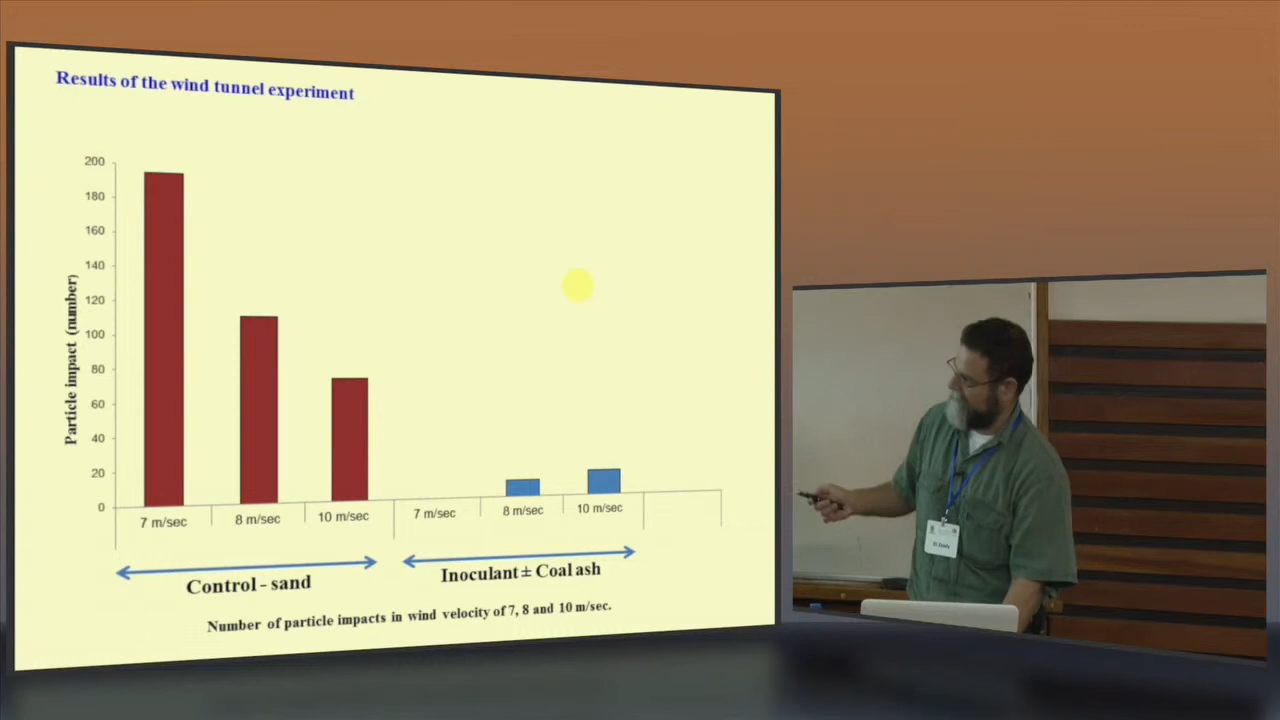 Results of the wind tunnel experiment
Particle impact (number)
200
180
160
140
120
100
80
60
40
20
0
7 m/sec 8 m/sec 10 m/sec 7 m/sec 8 m/sec 10 m/sec
Control - sand Inoculant ± Coal ash
Number of particle impacts in wind velocity of 7, 8 and 10 m/sec.